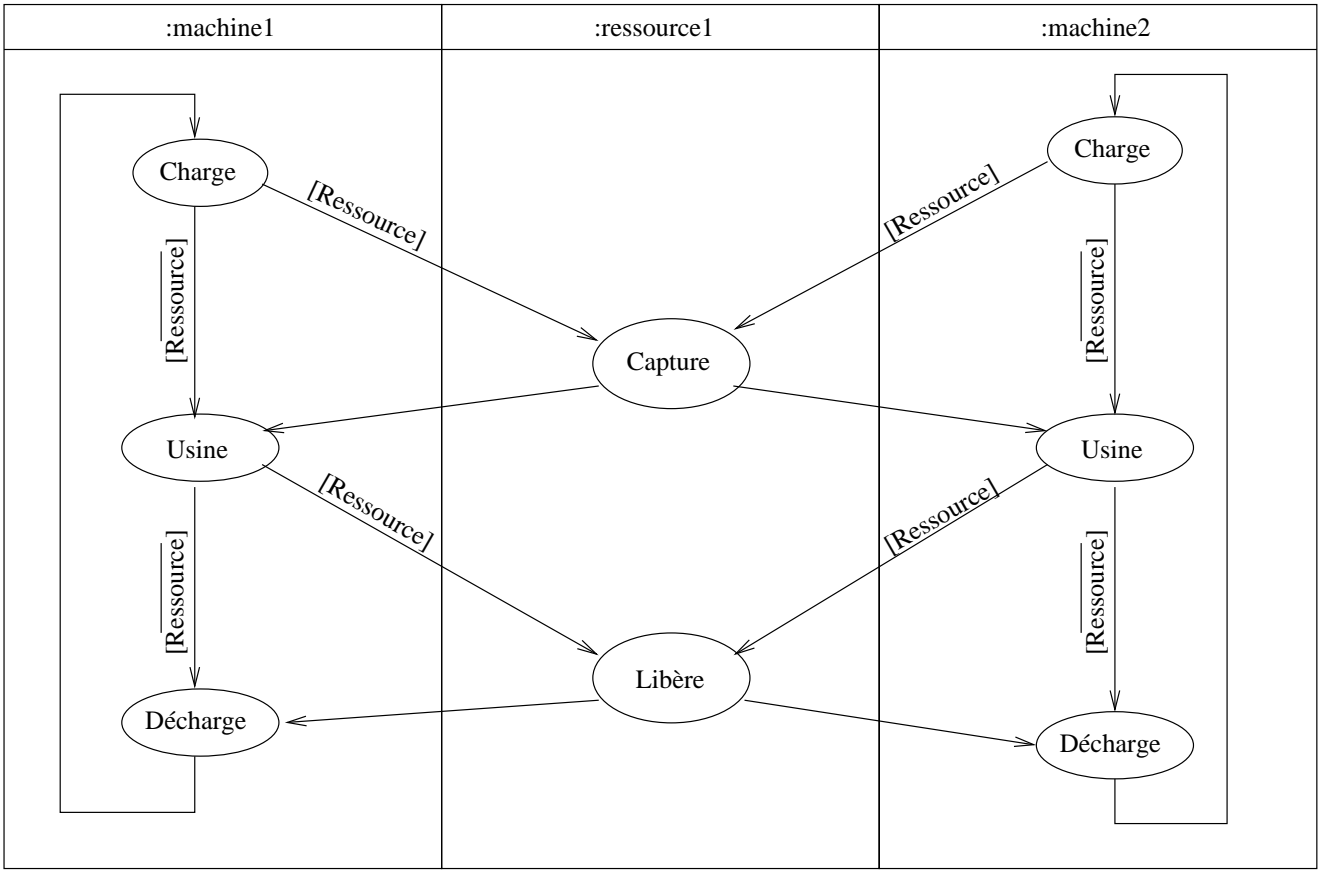 :machine1
:ressource1
:machine2
Charge
Charge
[Ressource]
[Ressource]
[Ressource]
[Ressource]
Capture
Usine
Usine
[Ressource]
[Ressource]
[Ressource]
[Ressource]
Libère
Décharge
Décharge